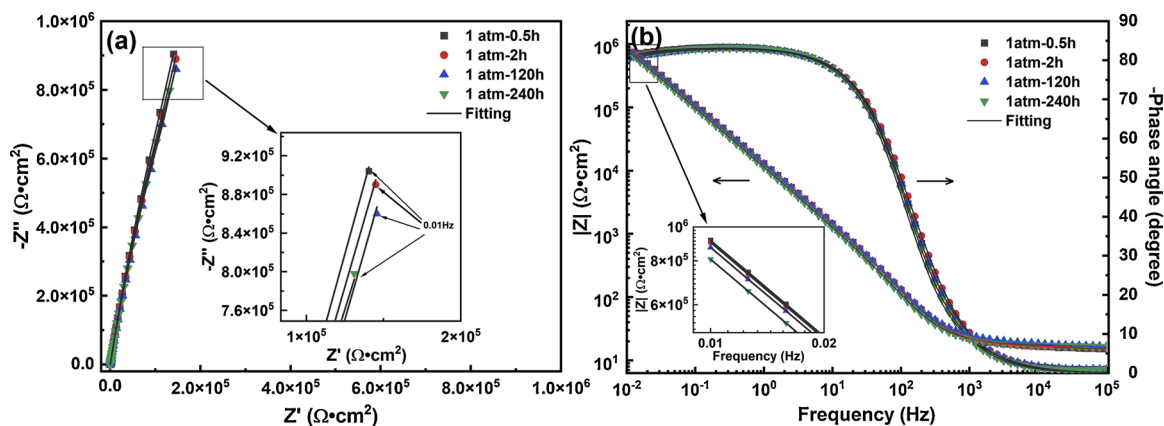 (a)
1 atm-0.5h
1 atm-2h
1 atm-120h
1 atm-240h
Fitting
-Z'' (Ω•cm²)
1.0×10⁶
8.0×10⁵
6.0×10⁵
4.0×10⁵
2.0×10⁵
0.0
0.0 2.0×10⁵ 4.0×10⁵ 6.0×10⁵ 8.0×10⁵ 1.0×10⁶
Z' (Ω•cm²)
-Z'' (Ω•cm²)
9.2×10⁵
8.8×10⁵
8.4×10⁵
8.0×10⁵
7.6×10⁵
0.01Hz
1×10⁵ 2×10⁵
Z' (Ω•cm²)
(b)
1atm-0.5h
1atm-2h
1atm-120h
1atm-240h
Fitting
|Z| (Ω•cm²)
10⁶
10⁵
10⁴
10³
10²
10¹
10⁻² 10⁻¹ 10⁰ 10¹ 10² 10³ 10⁴ 10⁵
Frequency (Hz)
-Phase angle (degree)
90
80
70
60
50
40
30
20
10
0
|Z| (Ω•cm²)
10⁶
8×10⁵
6×10⁵
0.01 0.02
Frequency (Hz)